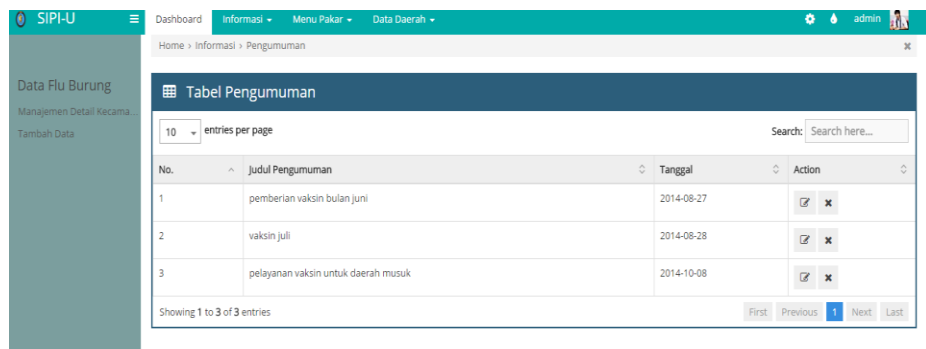 SIPI-U
Dashboard Informasi Menu Pakar Data Daerah admin
Home > Informasi > Pengumuman
Data Flu Burung
Manajemen Detail Kecama...
Tambah Data
Tabel Pengumuman
10 entries per page Search: Search here...
No. Judul Pengumuman Tanggal Action
1 pemberian vaksin bulan juni 2014-08-27
2 vaksin juli 2014-08-28
3 pelayanan vaksin untuk daerah musuk 2014-10-08
Showing 1 to 3 of 3 entries First Previous 1 Next Last